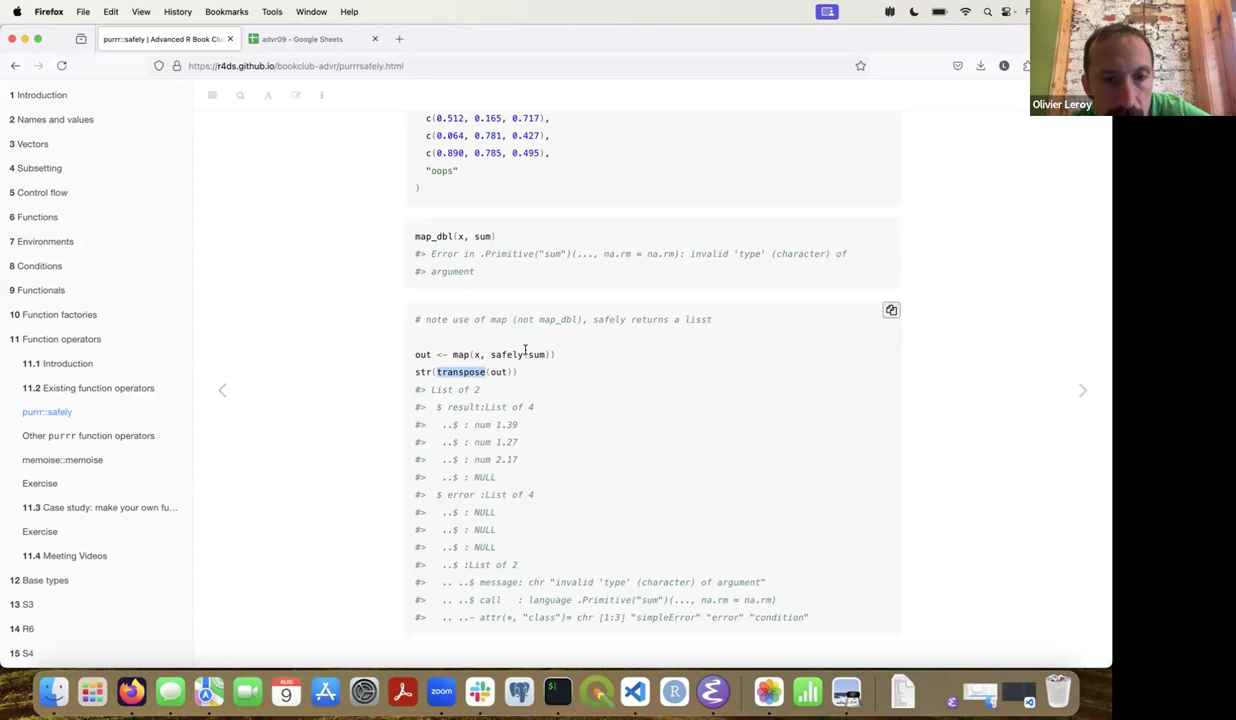 Firefox File Edit View History Bookmarks Tools Window Help
purrr::safely | Advanced R Book Clu
advr09 - Google Sheets
https://r4ds.github.io/bookclub-advr/purrrsafely.html
Olivier Leroy
1 Introduction
2 Names and values
3 Vectors
4 Subsetting
5 Control flow
6 Functions
7 Environments
8 Conditions
9 Functionals
10 Function factories
11 Function operators
11.1 Introduction
11.2 Existing function operators
purrr::safely
Other purrr function operators
memoise::memoise
Exercise
11.3 Case study: make your own fu...
Exercise
11.4 Meeting Videos
12 Base types
13 S3
14 R6
15 S4
c(0.512, 0.165, 0.717),
c(0.064, 0.781, 0.427),
c(0.890, 0.785, 0.495),
"oops"
)
map_dbl(x, sum)
#> Error in .Primitive("sum")(..., na.rm = na.rm): invalid 'type' (character) of
#> argument
# note use of map (not map_dbl), safely returns a lisst
out <- map(x, safely(sum))
str(transpose(out))
#> List of 2
#>  $ result:List of 4
#>   ..$ : num 1.39
#>   ..$ : num 1.27
#>   ..$ : num 2.17
#>   ..$ : NULL
#>  $ error :List of 4
#>   ..$ : NULL
#>   ..$ : NULL
#>   ..$ : NULL
#>   ..$ :List of 2
#>   .. ..$ message: chr "invalid 'type' (character) of argument"
#>   .. ..$ call   : language .Primitive("sum")(..., na.rm = na.rm)
#>   .. ..- attr(*, "class")= chr [1:3] "simpleError" "error" "condition"
AUG
9
zoom